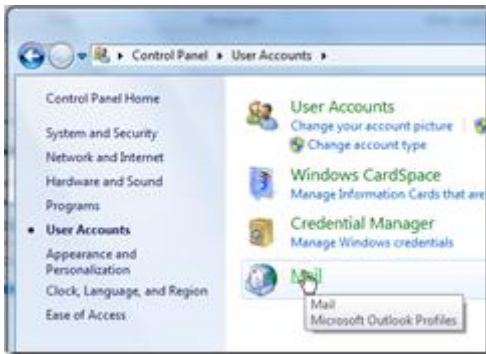 Control Panel ▸ User Accounts ▸
Control Panel Home
System and Security
Network and Internet
Hardware and Sound
Programs
User Accounts
Appearance and
Personalization
Clock, Language, and Region
Ease of Access
User Accounts
Change your account picture
Change account type
Windows CardSpace
Manage Information Cards that are
Credential Manager
Manage Windows credentials
Mail
Mail
Microsoft Outlook Profiles